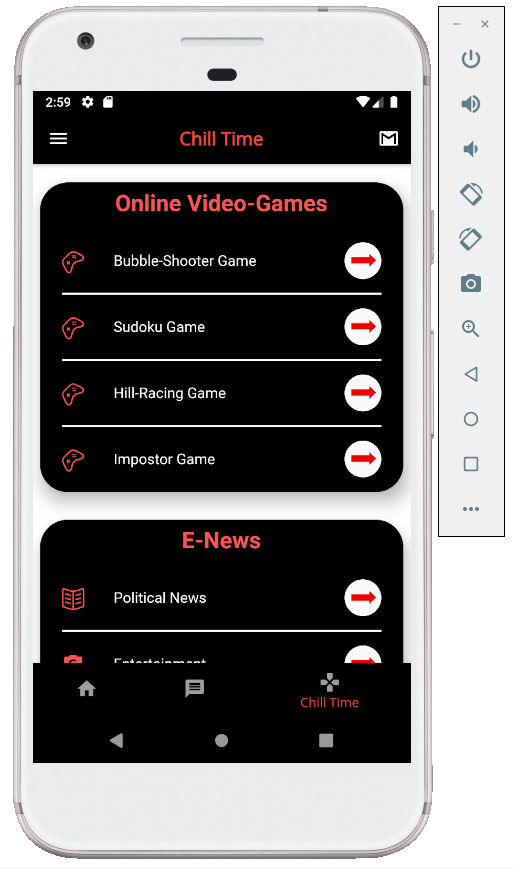 2:59
Chill Time
Online Video-Games
Bubble-Shooter Game
Sudoku Game
Hill-Racing Game
Impostor Game
E-News
Political News
Entertainment
Chill Time